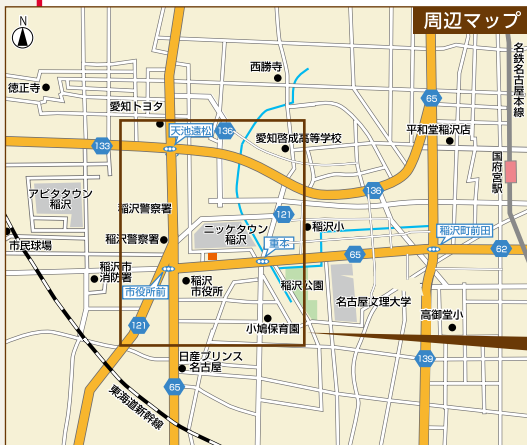 周辺マップ
N
西勝寺
徳正寺
名鉄名古屋本線
愛知トヨタ
65
136
天池遠松
平和堂稲沢店
133
愛知啓成高等学校
国府宮駅
136
アピタタウン
稲沢
稲沢警察署
121
ニッケタウン
稲沢
稲沢小
稲沢町前田
稲沢警察署
市民球場
重本
65
62
稲沢市
消防署
市役所前
稲沢
市役所
稲沢公園
名古屋文理大学
121
小鳩保育園
高御堂小
日産プリンス
名古屋
139
65
東海道新幹線